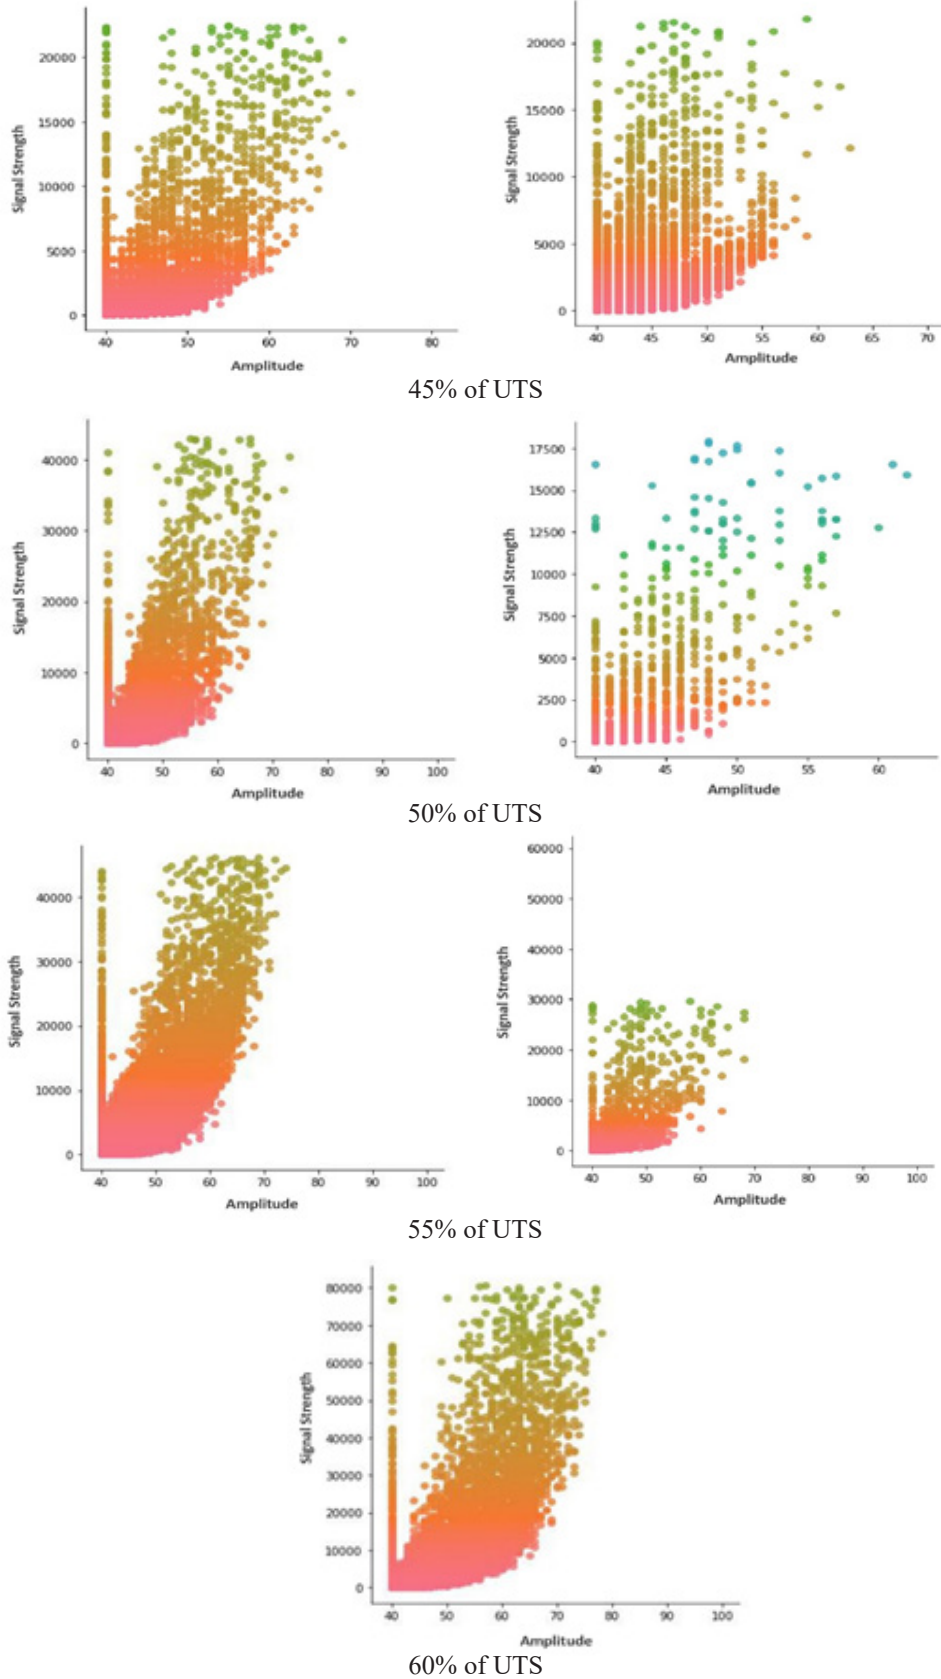 20000
15000
10000
5000
0
Signal Strength
40 50 60 70 80
Amplitude
20000
15000
10000
5000
0
Signal Strength
40 45 50 55 60 65 70
Amplitude
45% of UTS
40000
30000
20000
10000
0
Signal Strength
40 50 60 70 80 90 100
Amplitude
17500
15000
12500
10000
7500
5000
2500
0
Signal Strength
40 45 50 55 60
Amplitude
50% of UTS
40000
30000
20000
10000
0
Signal Strength
40 50 60 70 80 90 100
Amplitude
60000
50000
40000
30000
20000
10000
0
Signal Strength
40 50 60 70 80 90 100
Amplitude
55% of UTS
80000
70000
60000
50000
40000
30000
20000
10000
0
Signal Strength
40 50 60 70 80 90 100
Amplitude
60% of UTS